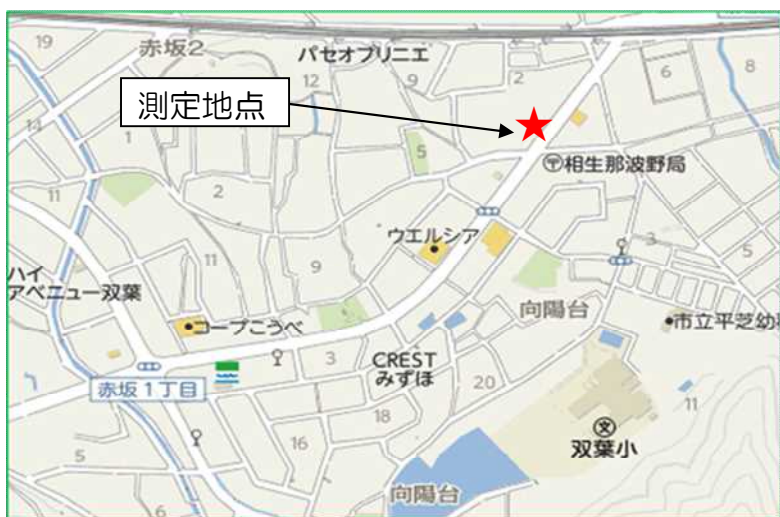 19
赤坂2
パセオプリニエ
12
9
2
6
8
測定地点
14
1
5
〒相生那波野局
11
2
ウエルシア
3
5
11
9
ハイ
アベニュー双葉
向陽台
コープこうべ
市立平芝幼
3
CREST
みずほ
赤坂1丁目
20
11
18
16
文
双葉小
5
向陽台